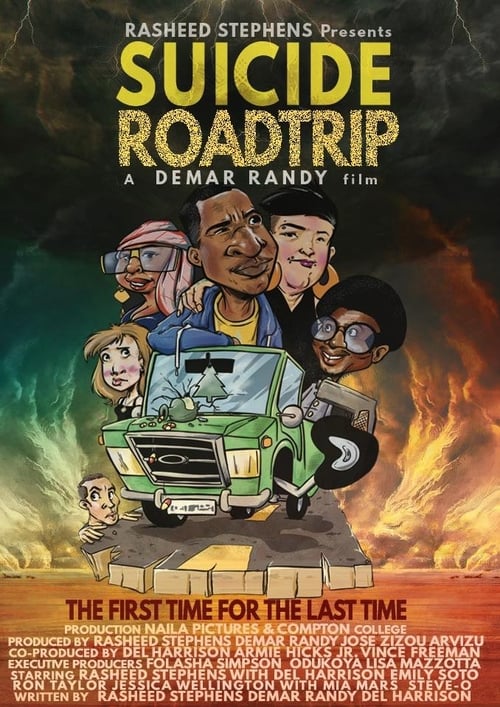 RASHEED STEPHENS Presents
SUICIDE
ROADTRIP
A DEMAR RANDY film
THE FIRST TIME FOR THE LAST TIME
PRODUCTION NAILA PICTURES & COMPTON COLLEGE
PRODUCED BY RASHEED STEPHENS DEMAR RANDY JOSE ZIZOU ARVIZU
CO-PRODUCED BY DEL HARRISON ARMIE HICKS JR. VINCE FREEMAN
EXECUTIVE PRODUCERS FOLASHA SIMPSON ODUKOYA LISA MAZZOTTA
STARRING RASHEED STEPHENS WITH DEL HARRISON EMILY SOTO
RON TAYLOR JESSICA WELLINGTON WITH MIA MARS STEVE-O
WRITTEN BY RASHEED STEPHENS DEMAR RANDY DEL HARRISON